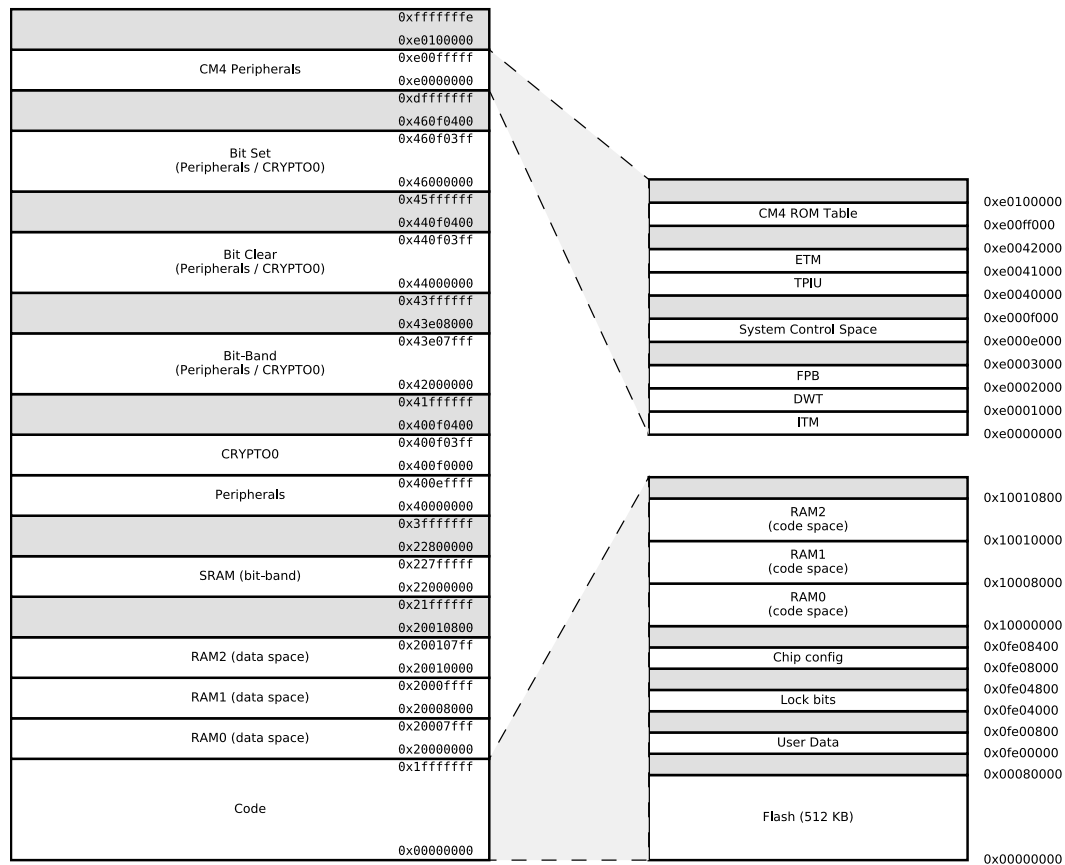 0xfffffffe
0xe0100000
0xe00fffff
CM4 Peripherals
0xe0000000
0xdfffffff
0x460f0400
0x460f03ff
Bit Set
(Peripherals / CRYPTO0)
0x46000000
0x45ffffff
0x440f0400
0x440f03ff
Bit Clear
(Peripherals / CRYPTO0)
0x44000000
0x43ffffff
0x43e08000
0x43e07fff
Bit-Band
(Peripherals / CRYPTO0)
0x42000000
0x41ffffff
0x400f0400
0x400f03ff
CRYPTO0
0x400f0000
0x400effff
Peripherals
0x40000000
0x3fffffff
0x22800000
0x227fffff
SRAM (bit-band)
0x22000000
0x21ffffff
0x20010800
0x200107ff
RAM2 (data space)
0x20010000
0x2000ffff
RAM1 (data space)
0x20008000
0x20007fff
RAM0 (data space)
0x20000000
0x1fffffff
Code
0x00000000
0xe0100000
CM4 ROM Table
0xe00ff000
0xe0042000
ETM
0xe0041000
TPIU
0xe0040000
0xe000f000
System Control Space
0xe000e000
0xe0003000
FPB
0xe0002000
DWT
0xe0001000
ITM
0xe0000000
0x10010800
RAM2
(code space)
0x10010000
RAM1
(code space)
0x10008000
RAM0
(code space)
0x10000000
0x0fe08400
Chip config
0x0fe08000
0x0fe04800
Lock bits
0x0fe04000
0x0fe00800
User Data
0x0fe00000
0x00080000
Flash (512 KB)
0x00000000